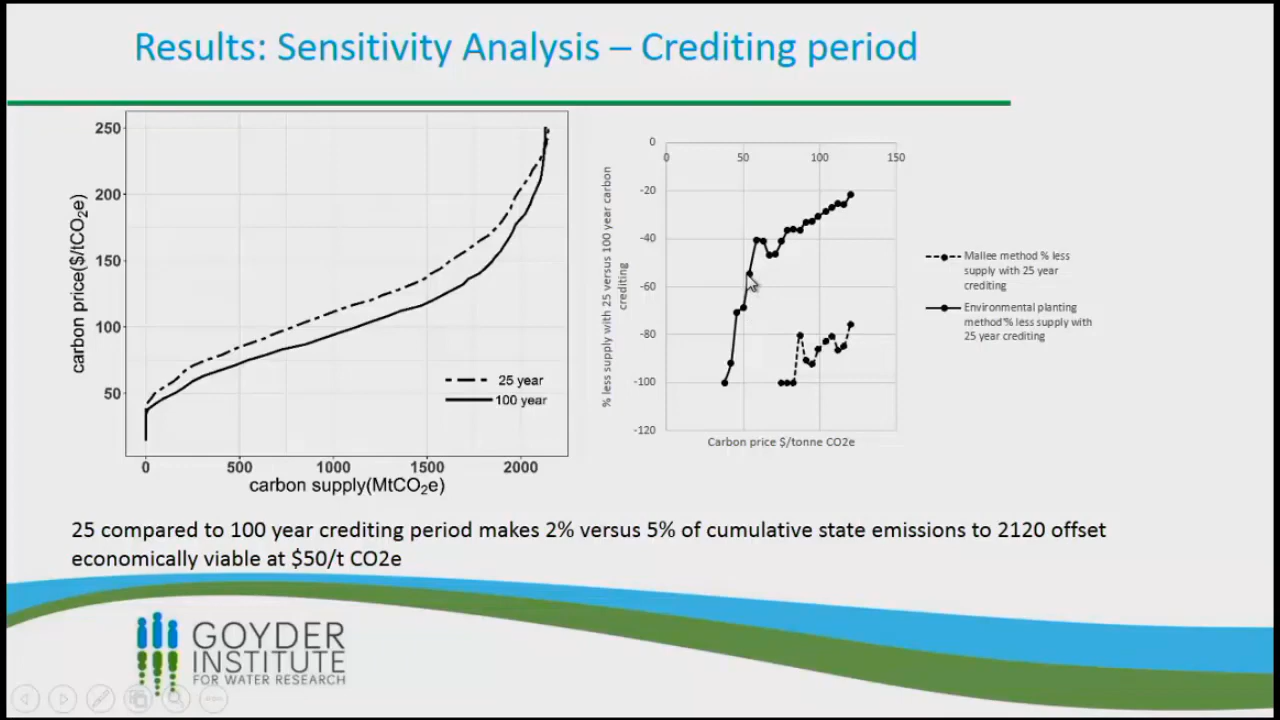 Results: Sensitivity Analysis – Crediting period
250
200
150
100
50
0
500
1000
1500
2000
carbon price($/tCO₂e)
carbon supply(MtCO₂e)
25 year
100 year
0
-20
-40
-60
-80
-100
-120
0
50
100
150
% less supply with 25 versus 100 year carbon
crediting
Carbon price $/tonne CO2e
Mallee method % less
supply with 25 year
crediting
Environmental planting
method'% less supply with
25 year crediting
25 compared to 100 year crediting period makes 2% versus 5% of cumulative state emissions to 2120 offset
economically viable at $50/t CO2e
GOYDER
INSTITUTE
FOR WATER RESEARCH